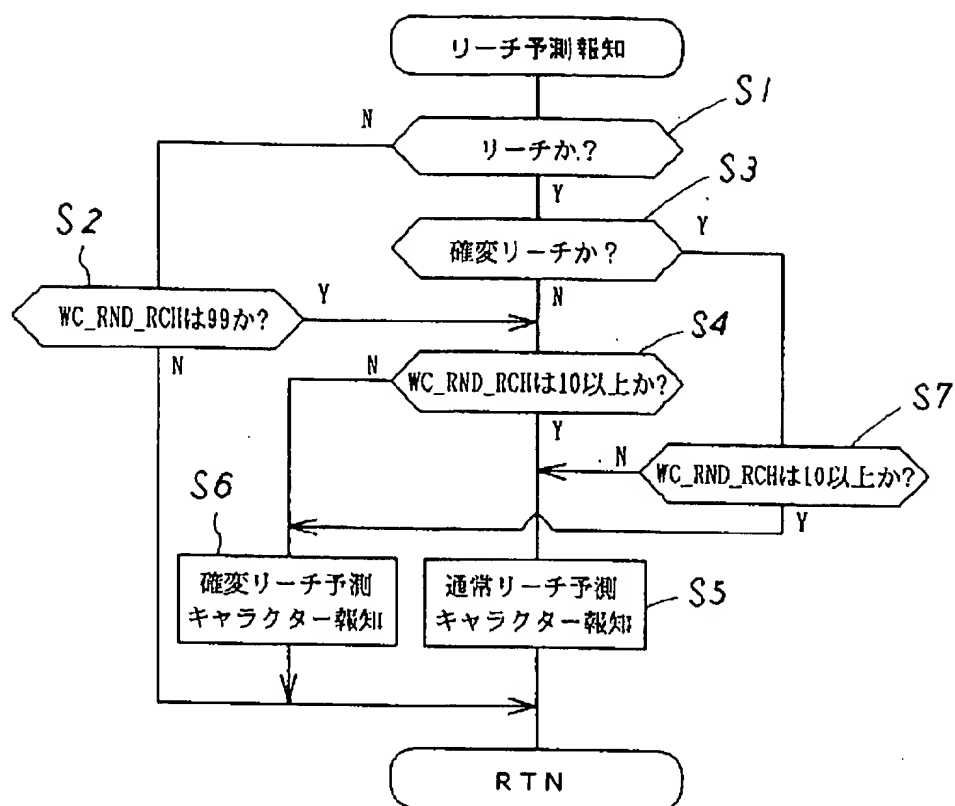 リーチ予測報知
S1
N
リーチか?
Y
S3
S2
Y
確変リーチか?
N
WC_RND_RCHは99か?
Y
N
S4
N
WC_RND_RCHは10以上か?
Y
S7
N
WC_RND_RCHは10以上か?
Y
S6
確変リーチ予測
キャラクター報知
通常リーチ予測
キャラクター報知
S5
RTN